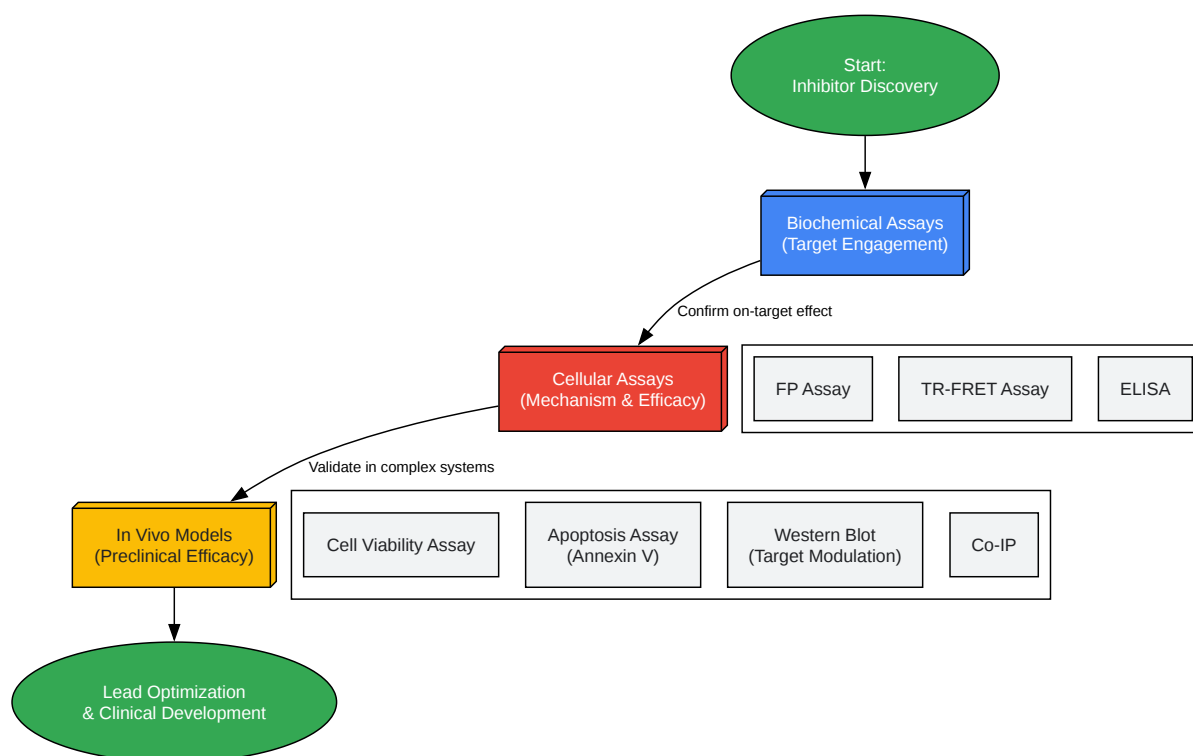 Start:
Inhibitor Discovery
Biochemical Assays
(Target Engagement)
Confirm on-target effect
Cellular Assays
(Mechanism & Efficacy)
FP Assay
TR-FRET Assay
ELISA
Validate in complex systems
In Vivo Models
(Preclinical Efficacy)
Cell Viability Assay
Apoptosis Assay
(Annexin V)
Western Blot
(Target Modulation)
Co-IP
Lead Optimization
& Clinical Development